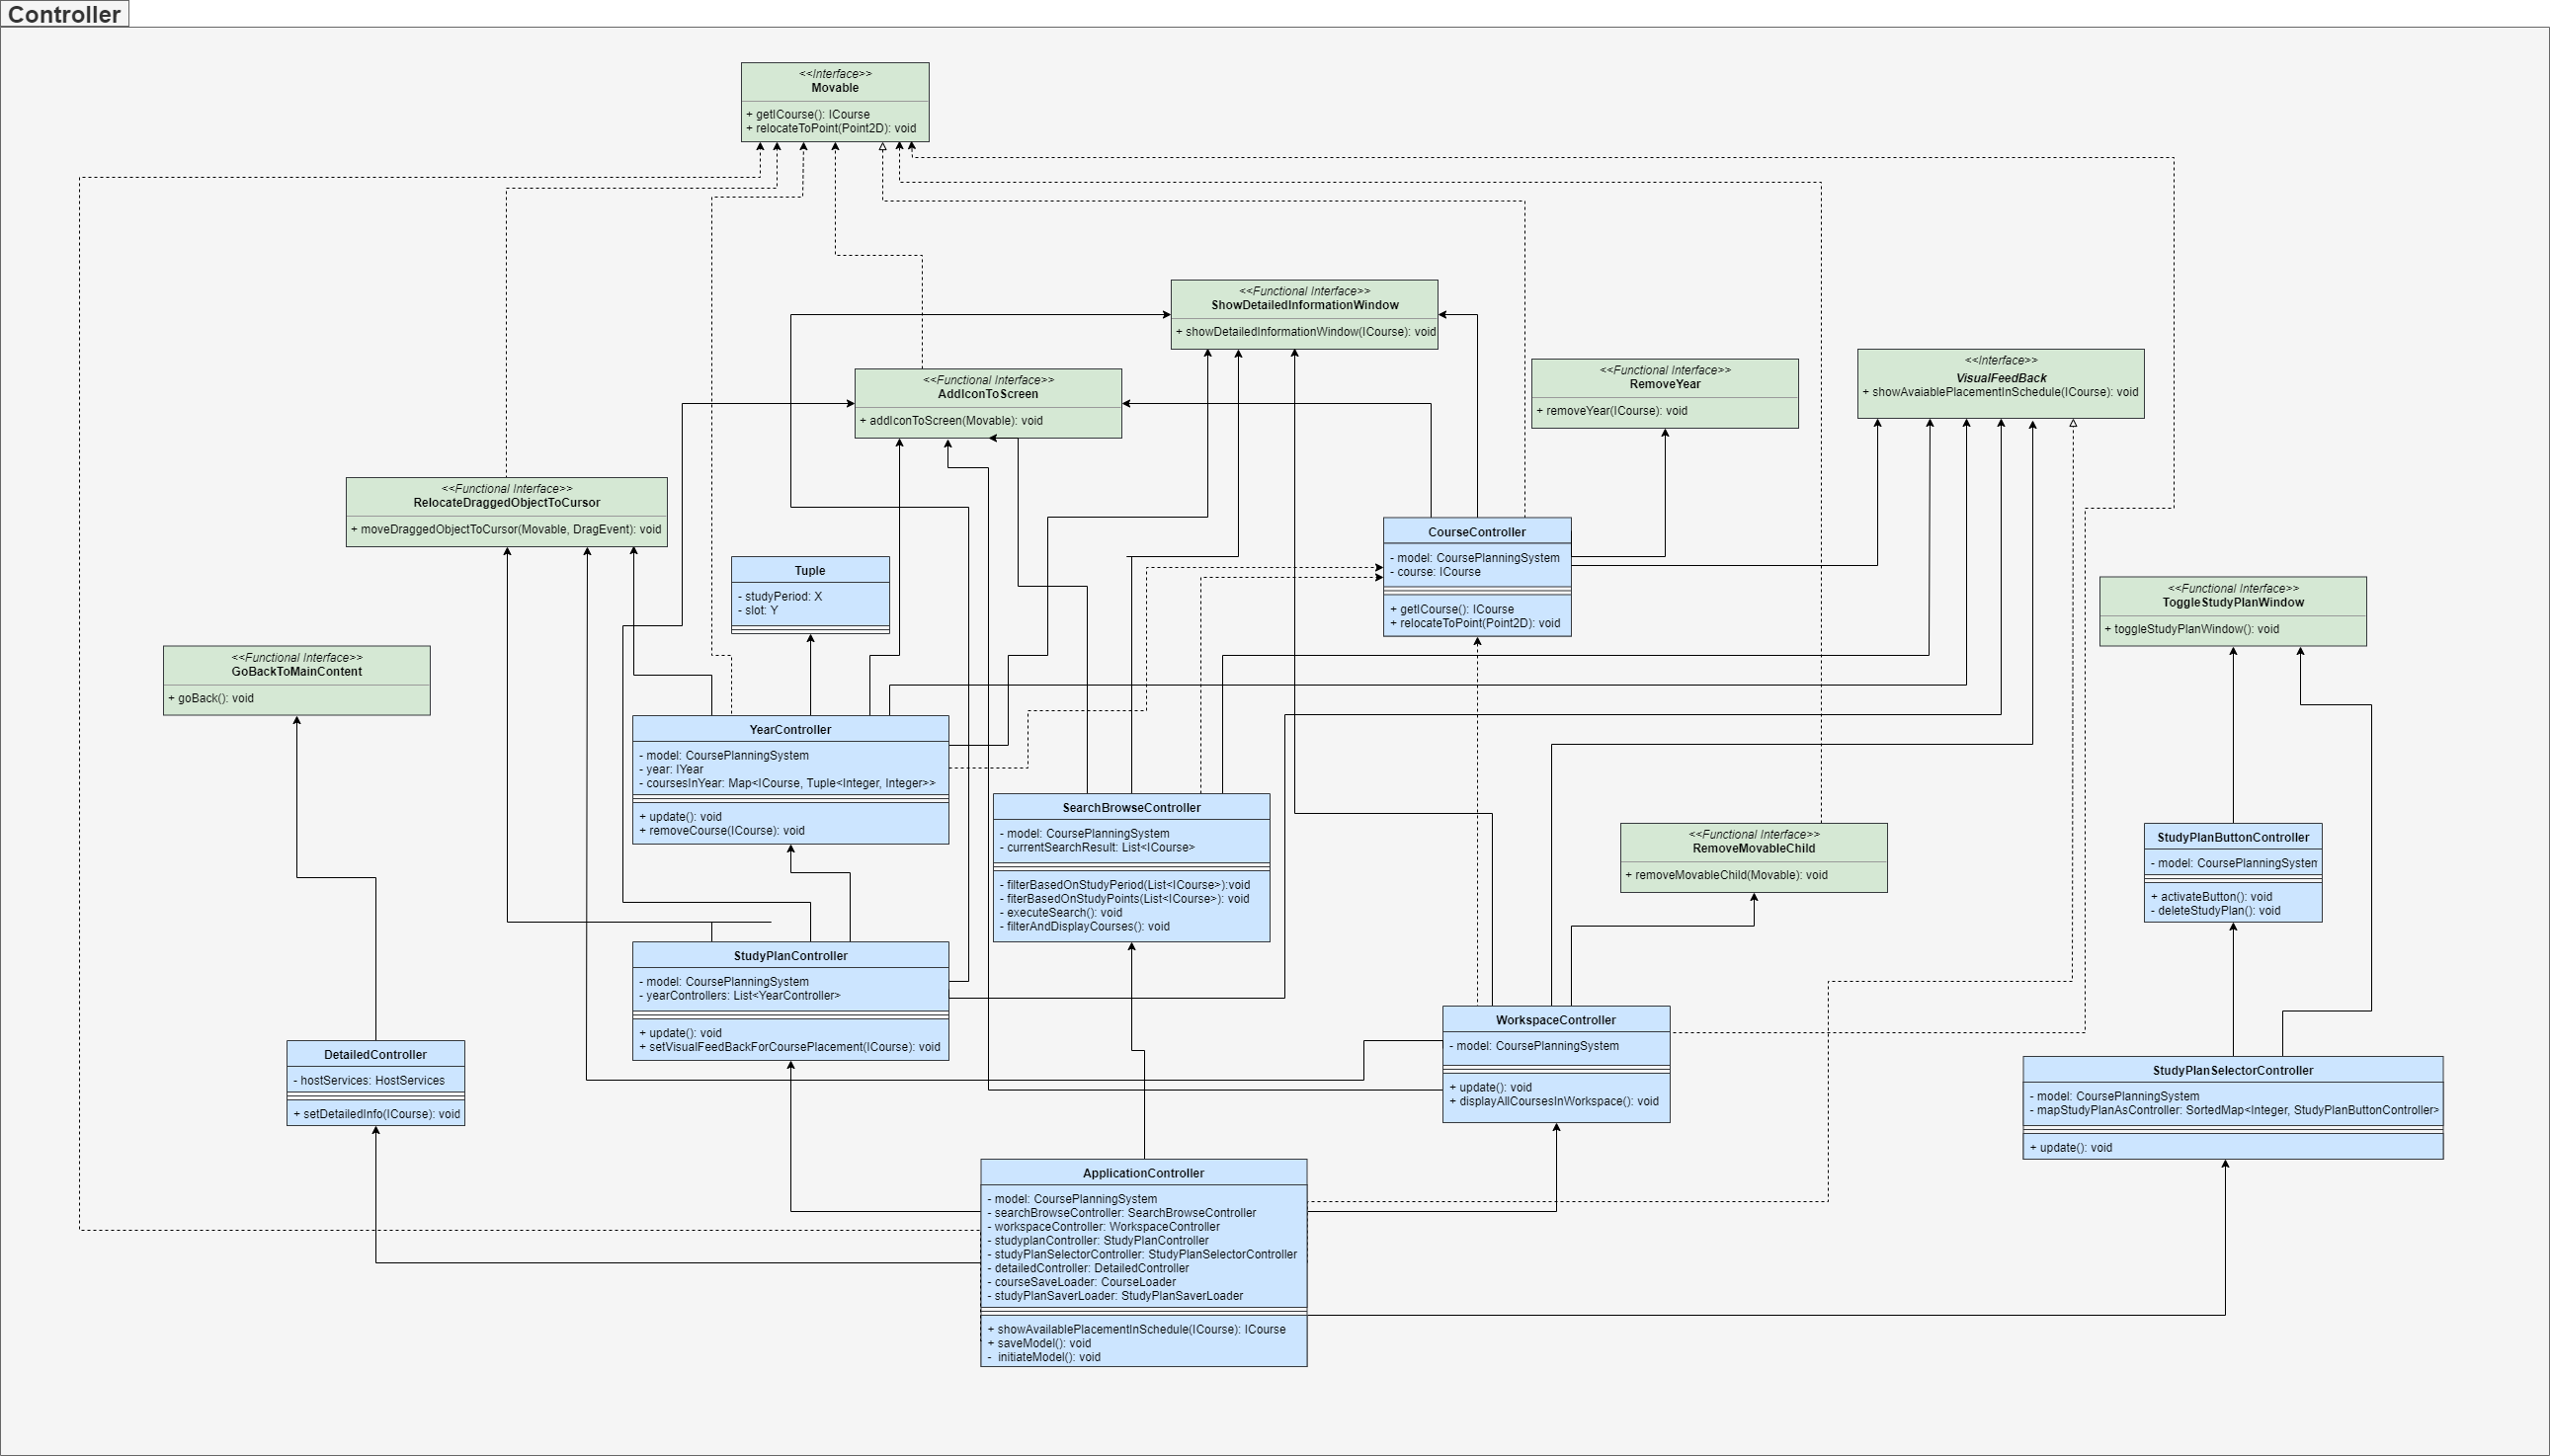 Controller
<<Interface>>
Movable
+ getICourse(): ICourse
+ relocateToPoint(Point2D): void
<<Functional Interface>>
ShowDetailedInformationWindow
+ showDetailedInformationWindow(ICourse): void
<<Functional Interface>>
AddIconToScreen
+ addIconToScreen(Movable): void
<<Functional Interface>>
RemoveYear
+ removeYear(ICourse): void
<<Interface>>
VisualFeedBack
+ showAvaiablePlacementInSchedule(ICourse): void
<<Functional Interface>>
RelocateDraggedObjectToCursor
+ moveDraggedObjectToCursor(Movable, DragEvent): void
CourseController
- model: CoursePlanningSystem
- course: ICourse
+ getICourse(): ICourse
+ relocateToPoint(Point2D): void
Tuple
- studyPeriod: X
- slot: Y
<<Functional Interface>>
ToggleStudyPlanWindow
+ toggleStudyPlanWindow(): void
<<Functional Interface>>
GoBackToMainContent
+ goBack(): void
YearController
- model: CoursePlanningSystem
- year: IYear
- coursesInYear: Map<ICourse, Tuple<Integer, Integer>>
+ update(): void
+ removeCourse(ICourse): void
SearchBrowseController
- model: CoursePlanningSystem
- currentSearchResult: List<ICourse>
- filterBasedOnStudyPeriod(List<ICourse>):void
- fiterBasedOnStudyPoints(List<ICourse>): void
- executeSearch(): void
- filterAndDisplayCourses(): void
<<Functional Interface>>
RemoveMovableChild
+ removeMovableChild(Movable): void
StudyPlanButtonController
- model: CoursePlanningSystem
+ activateButton(): void
- deleteStudyPlan(): void
StudyPlanController
- model: CoursePlanningSystem
- yearControllers: List<YearController>
+ update(): void
+ setVisualFeedBackForCoursePlacement(ICourse): void
WorkspaceController
- model: CoursePlanningSystem
+ update(): void
+ displayAllCoursesInWorkspace(): void
DetailedController
- hostServices: HostServices
+ setDetailedInfo(ICourse): void
StudyPlanSelectorController
- model: CoursePlanningSystem
- mapStudyPlanAsController: SortedMap<Integer, StudyPlanButtonController>
+ update(): void
ApplicationController
- model: CoursePlanningSystem
- searchBrowseController: SearchBrowseController
- workspaceController: WorkspaceController
- studyplanController: StudyPlanController
- studyPlanSelectorController: StudyPlanSelectorController
- detailedController: DetailedController
- courseSaveLoader: CourseLoader
- studyPlanSaverLoader: StudyPlanSaverLoader
+ showAvailablePlacementInSchedule(ICourse): ICourse
+ saveModel(): void
- initiateModel(): void